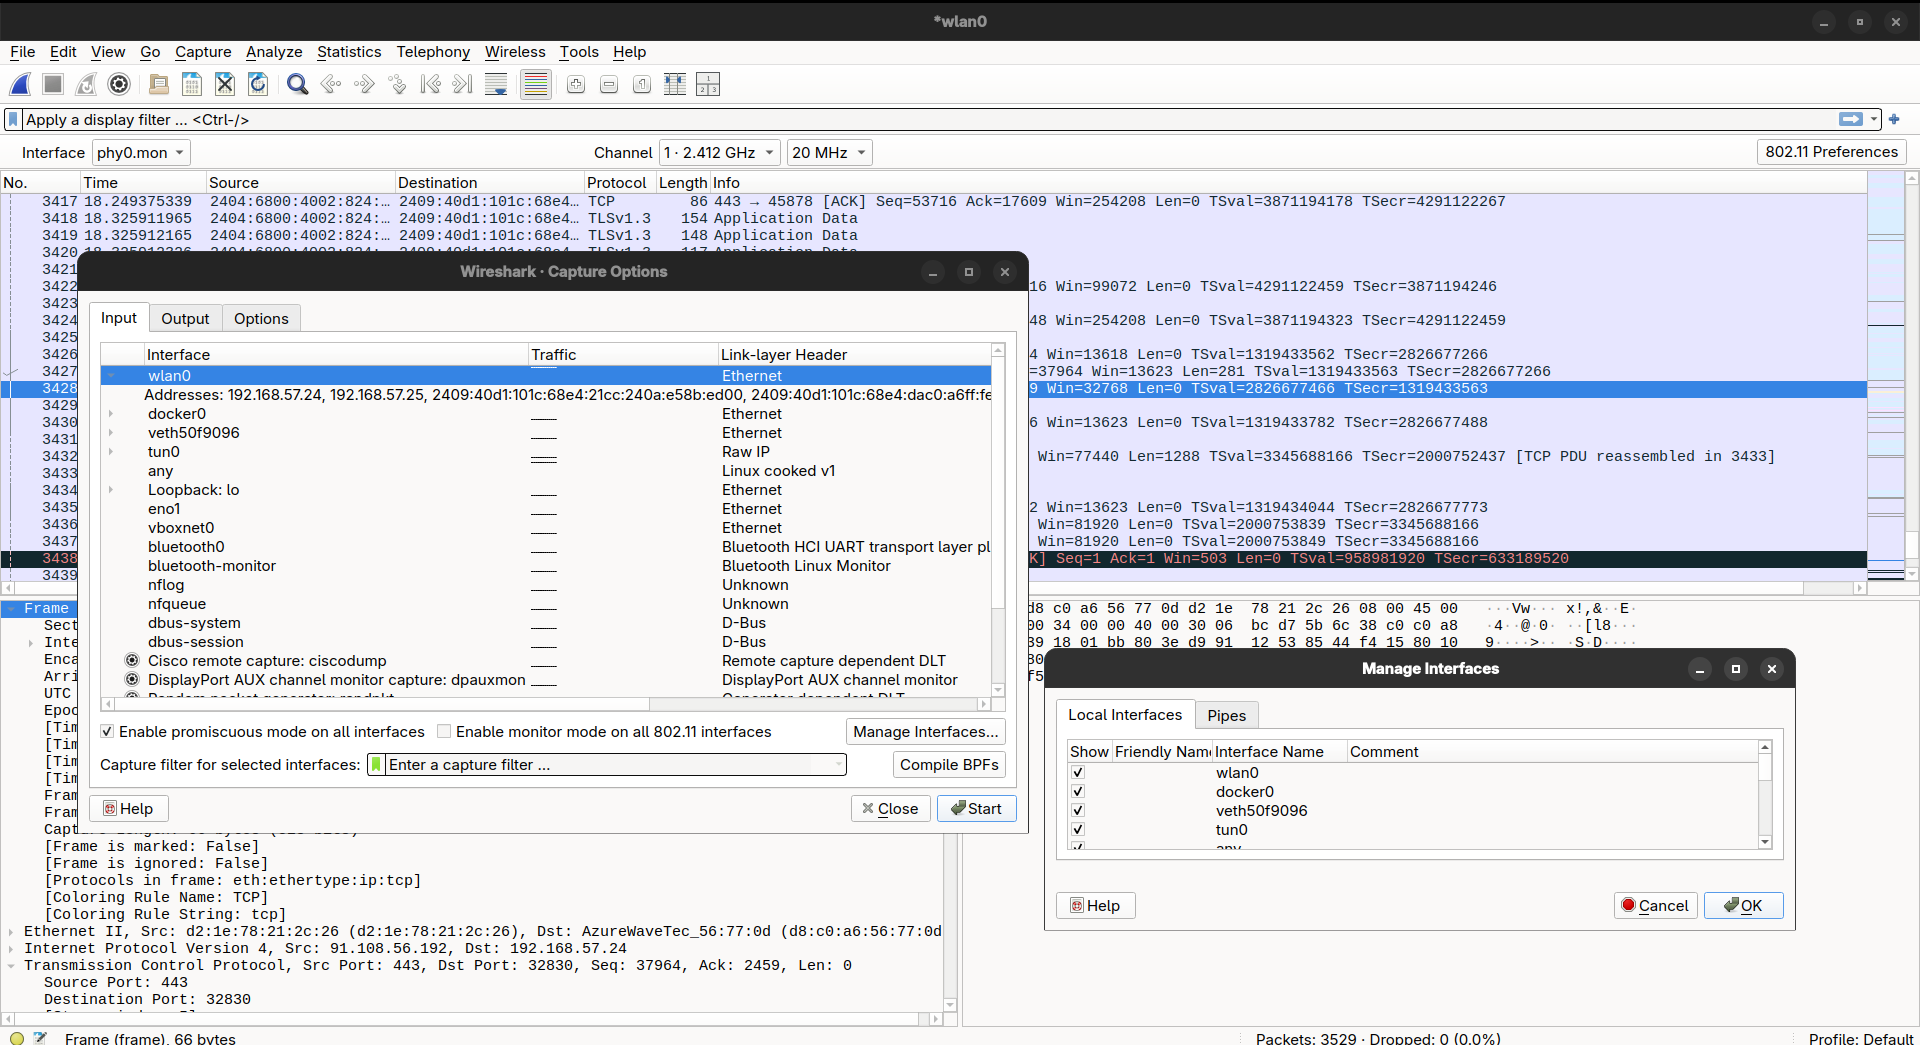 *wlan0
File Edit View Go Capture Analyze Statistics Telephony Wireless Tools Help
Apply a display filter ... <Ctrl-/>
Interface phy0.mon Channel 1 · 2.412 GHz 20 MHz 802.11 Preferences
No. Time Source Destination Protocol Length Info
3417 18.249375339 2404:6800:4002:824:… 2409:40d1:101c:68e4… TCP 86 443 → 45878 [ACK] Seq=53716 Ack=17609 Win=254208 Len=0 TSval=3871194178 TSecr=4291122267
3418 18.325911965 2404:6800:4002:824:… 2409:40d1:101c:68e4… TLSv1.3 154 Application Data
3419 18.325912165 2404:6800:4002:824:… 2409:40d1:101c:68e4… TLSv1.3 148 Application Data
3420
3421
3422 16 Win=99072 Len=0 TSval=4291122459 TSecr=3871194246
3423
3424 48 Win=254208 Len=0 TSval=3871194323 TSecr=4291122459
3425
3426 4 Win=13618 Len=0 TSval=1319433562 TSecr=2826677266
3427 =37964 Win=13623 Len=281 TSval=1319433563 TSecr=2826677266
3428 9 Win=32768 Len=0 TSval=2826677466 TSecr=1319433563
3429
3430 6 Win=13623 Len=0 TSval=1319433782 TSecr=2826677488
3431
3432 Win=77440 Len=1288 TSval=3345688166 TSecr=2000752437 [TCP PDU reassembled in 3433]
3433
3434
3435 2 Win=13623 Len=0 TSval=1319434044 TSecr=2826677773
3436 Win=81920 Len=0 TSval=2000753839 TSecr=3345688166
3437 Win=81920 Len=0 TSval=2000753849 TSecr=3345688166
3438 K] Seq=1 Ack=1 Win=503 Len=0 TSval=958981920 TSecr=633189520
3439
Wireshark · Capture Options
Input Output Options
Interface Traffic Link-layer Header
wlan0 Ethernet
Addresses: 192.168.57.24, 192.168.57.25, 2409:40d1:101c:68e4:21cc:240a:e58b:ed00, 2409:40d1:101c:68e4:dac0:a6ff:fe
docker0 Ethernet
veth50f9096 Ethernet
tun0 Raw IP
any Linux cooked v1
Loopback: lo Ethernet
eno1 Ethernet
vboxnet0 Ethernet
bluetooth0 Bluetooth HCI UART transport layer pl
bluetooth-monitor Bluetooth Linux Monitor
nflog Unknown
nfqueue Unknown
dbus-system D-Bus
dbus-session D-Bus
Cisco remote capture: ciscodump Remote capture dependent DLT
DisplayPort AUX channel monitor capture: dpauxmon DisplayPort AUX channel monitor
Enable promiscuous mode on all interfaces Enable monitor mode on all 802.11 interfaces Manage Interfaces...
Capture filter for selected interfaces: Enter a capture filter ... Compile BPFs
Help Close Start
Frame
Sect
Inte
Enca
Arri
UTC
Epoc
[Tim
[Tim
[Tim
[Tim
Fram
Fram
Capt
[Frame is marked: False]
[Frame is ignored: False]
[Protocols in frame: eth:ethertype:ip:tcp]
[Coloring Rule Name: TCP]
[Coloring Rule String: tcp]
Ethernet II, Src: d2:1e:78:21:2c:26 (d2:1e:78:21:2c:26), Dst: AzureWaveTec_56:77:0d (d8:c0:a6:56:77:0d
Internet Protocol Version 4, Src: 91.108.56.192, Dst: 192.168.57.24
Transmission Control Protocol, Src Port: 443, Dst Port: 32830, Seq: 37964, Ack: 2459, Len: 0
Source Port: 443
Destination Port: 32830
d8 c0 a6 56 77 0d d2 1e 78 21 2c 26 08 00 45 00 ···Vw··· x!,&··E·
00 34 00 00 40 00 30 06 bc d7 5b 6c 38 c0 c0 a8 ·4··@·0· ··[l8···
39 18 01 bb 80 3e d9 91 12 53 85 44 f4 15 80 10 9····>·· ·S·D····
80
f5
Manage Interfaces
Local Interfaces Pipes
Show Friendly Name Interface Name Comment
wlan0
docker0
veth50f9096
tun0
any
Help Cancel OK
Frame (frame), 66 bytes Packets: 3529 · Dropped: 0 (0.0%) Profile: Default